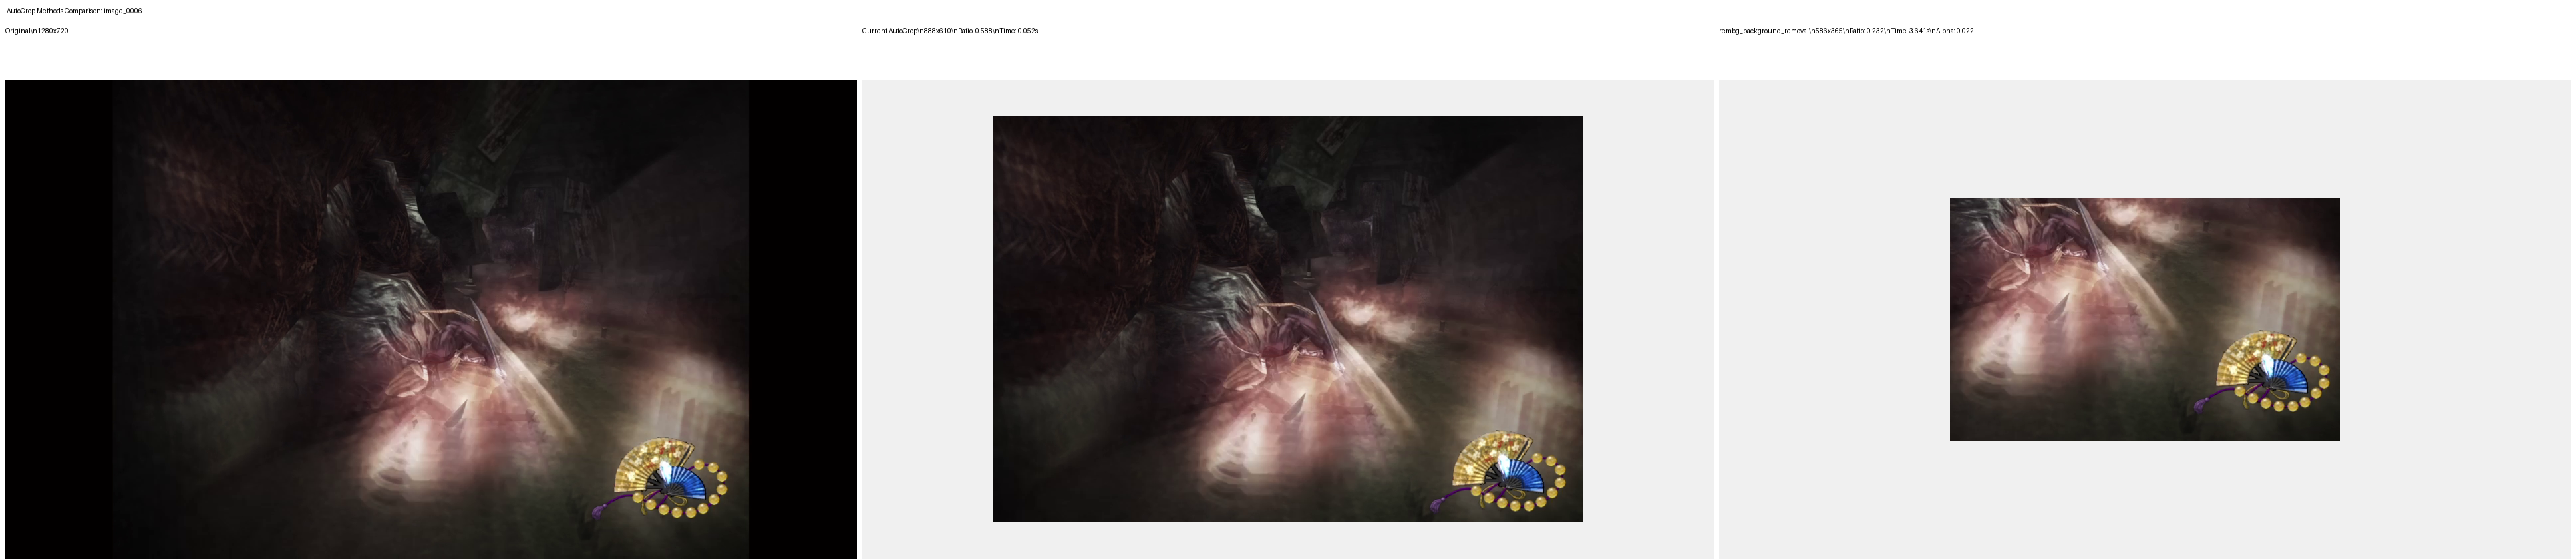 AutoCrop Methods Comparison: image_0006
Original\n1280x720
Current AutoCrop\n888x610\nRatio: 0.588\nTime: 0.052s
rembg_background_removal\n586x365\nRatio: 0.232\nTime: 3.641s\nAlpha: 0.022